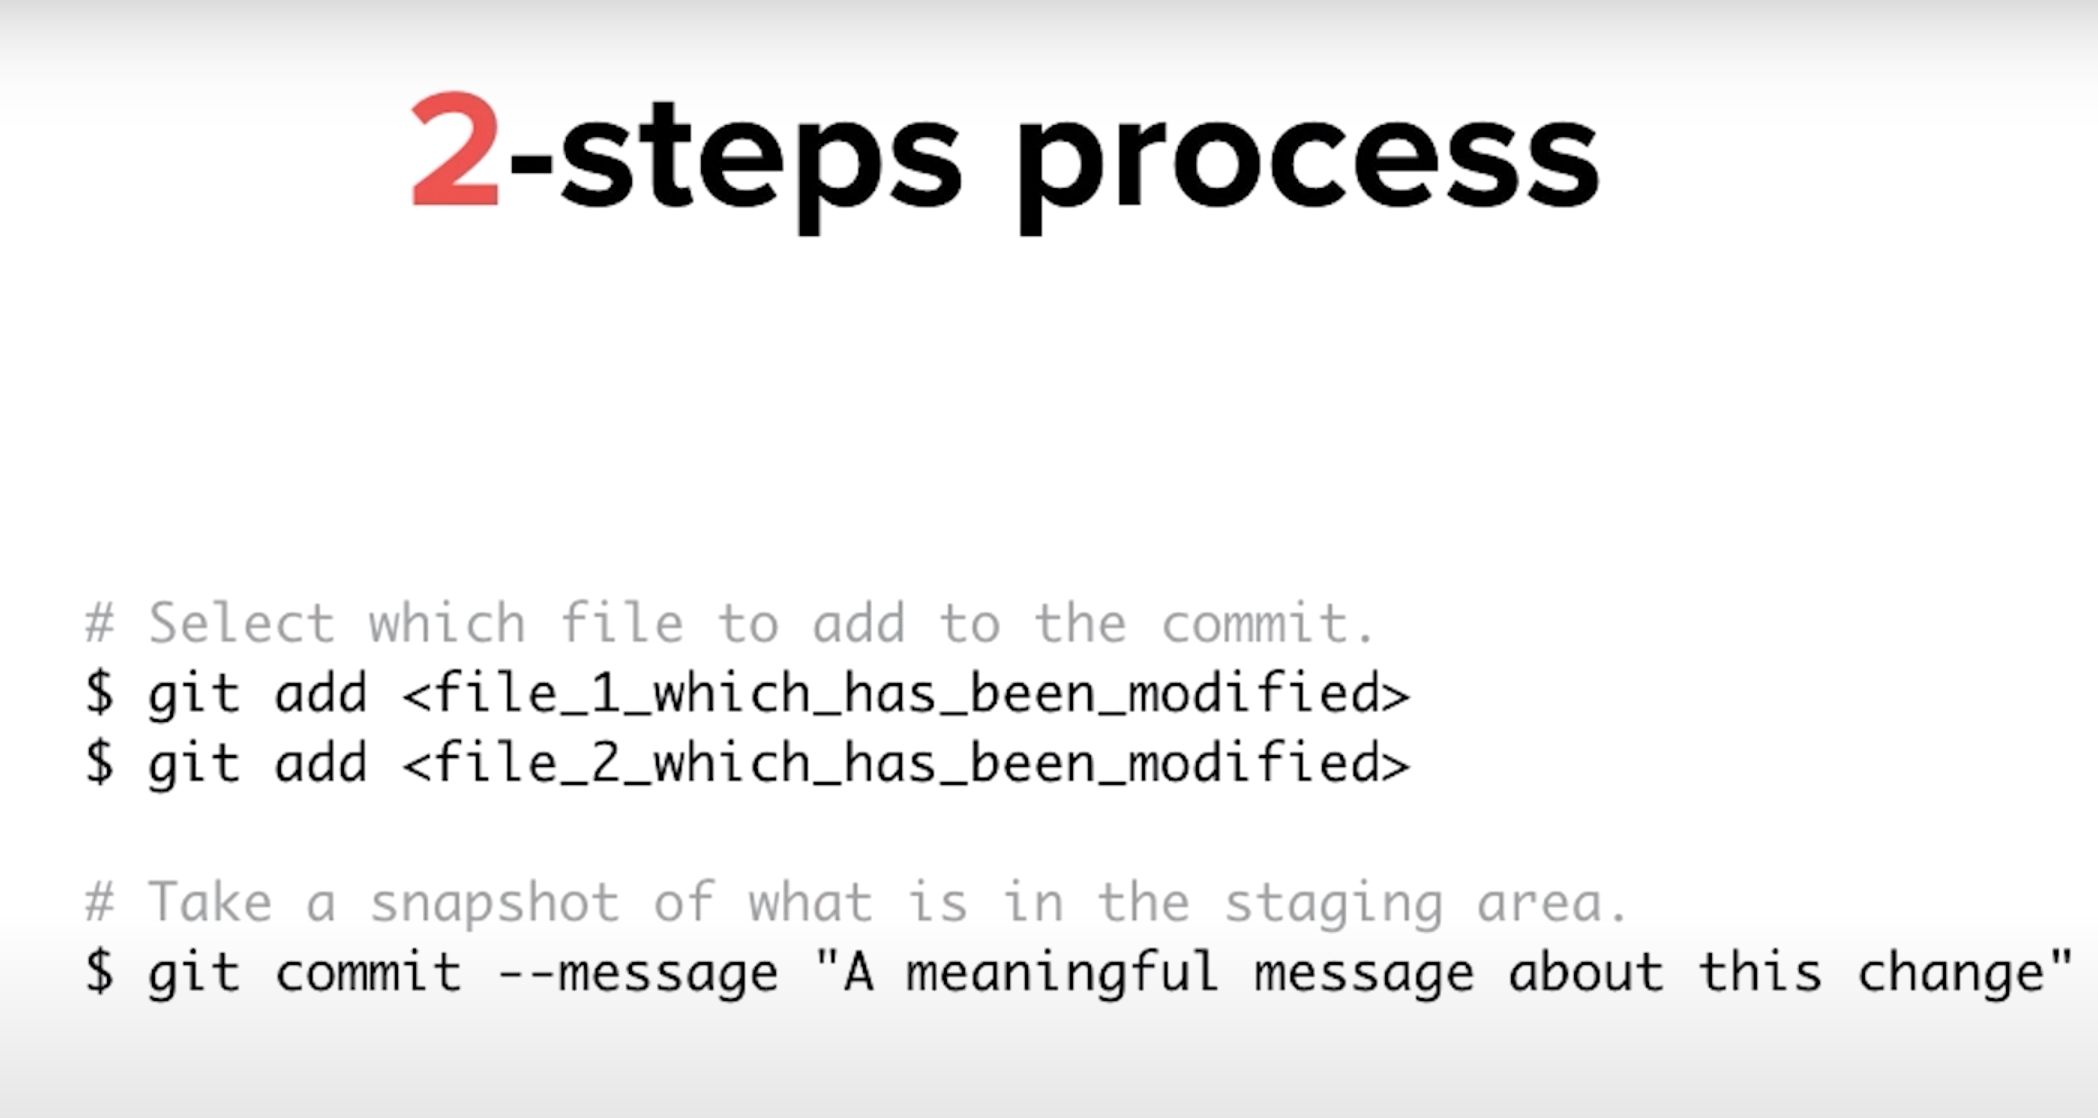 2-steps process
# Select which file to add to the commit.
$ git add <file_1_which_has_been_modified>
$ git add <file_2_which_has_been_modified>
# Take a snapshot of what is in the staging area.
$ git commit --message "A meaningful message about this change"